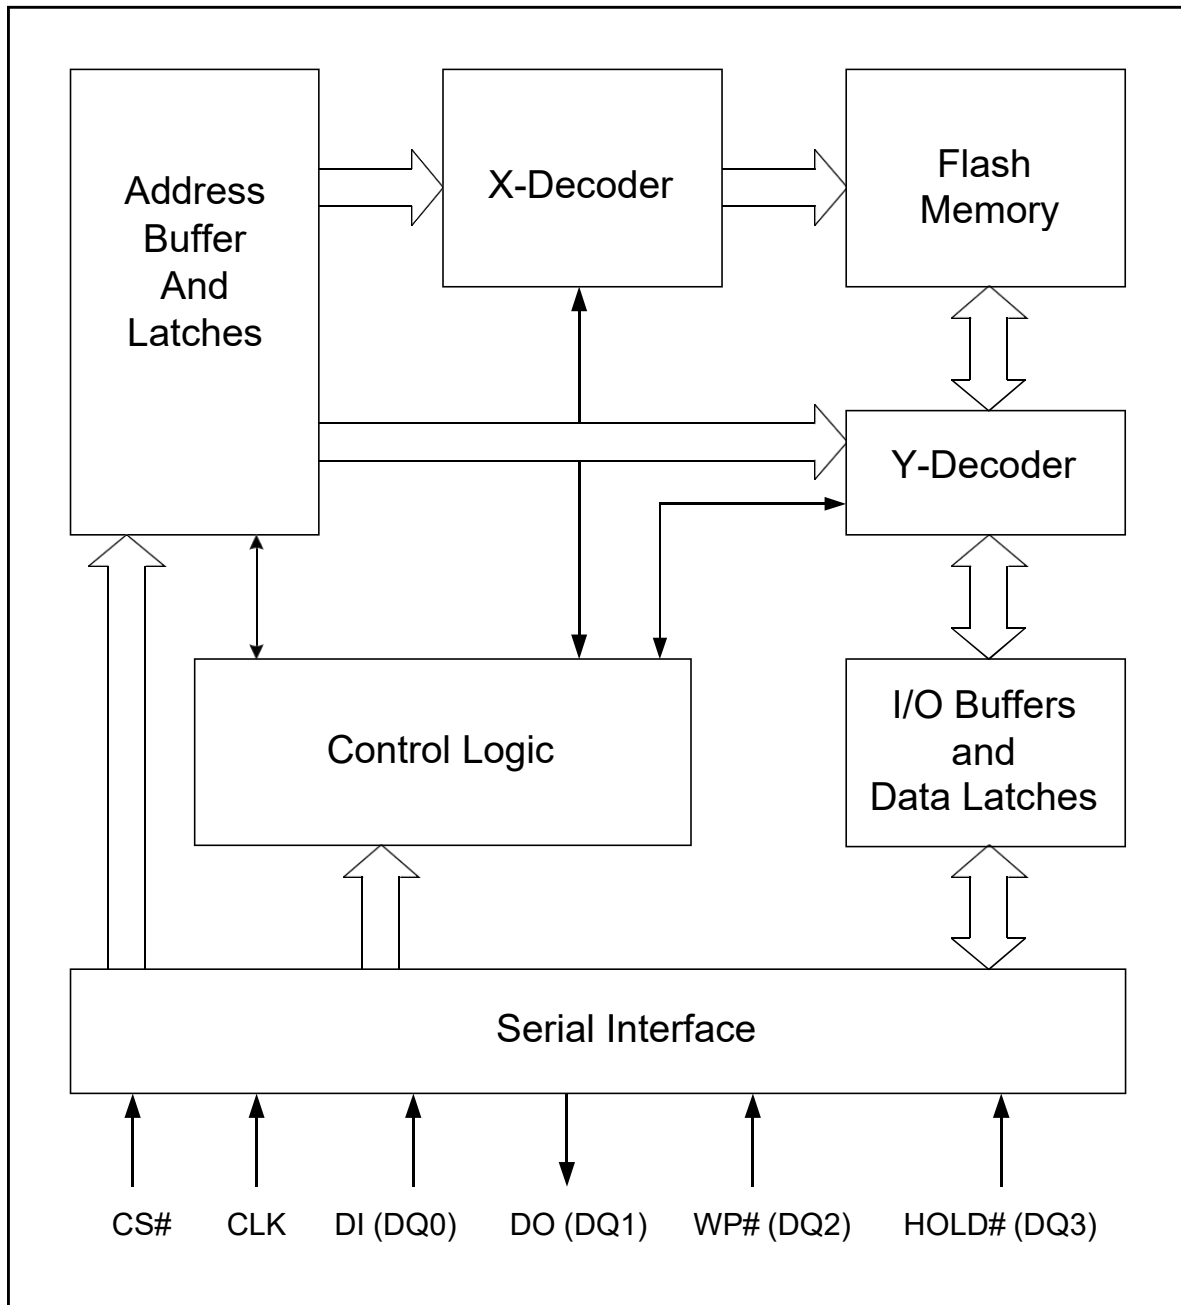 Address
Buffer
And
Latches
X-Decoder
Flash
Memory
Y-Decoder
Control Logic
I/O Buffers
and
Data Latches
Serial Interface
CS#
CLK
DI (DQ0)
DO (DQ1)
WP# (DQ2)
HOLD# (DQ3)